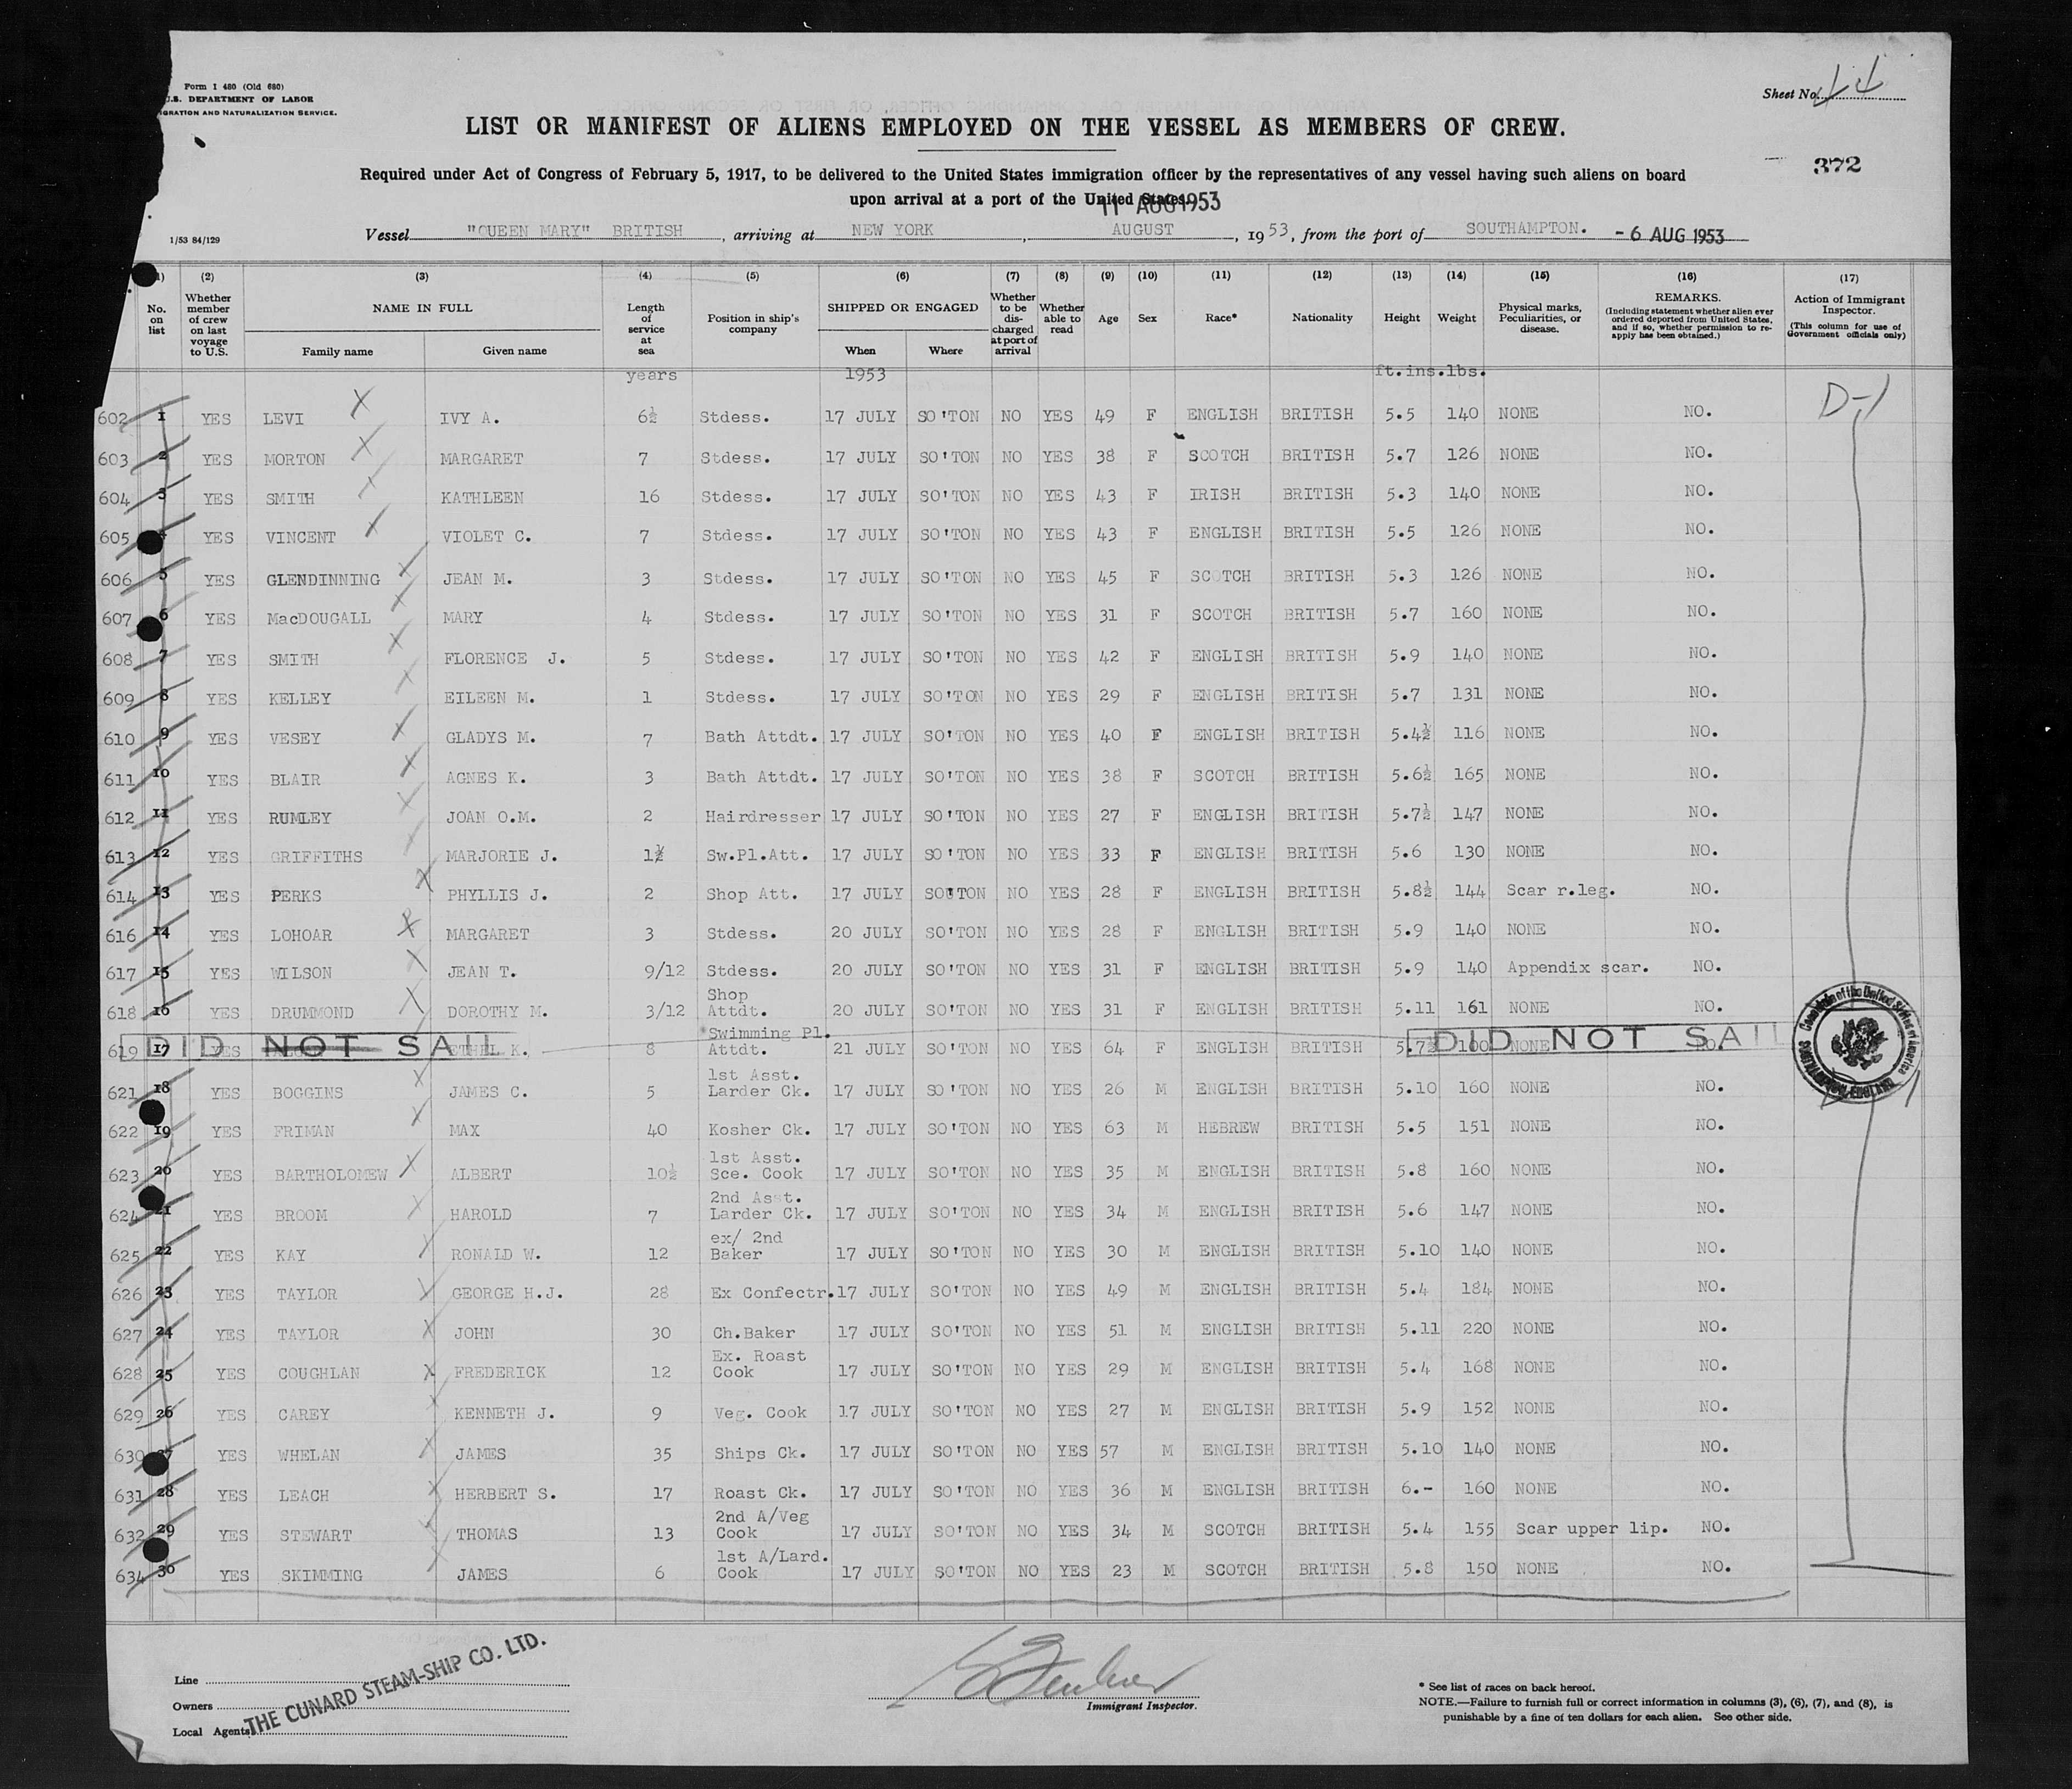 Form I 480 (Old 680)
U.S. DEPARTMENT OF LABOR
IGRATION AND NATURALIZATION SERVICE.
Sheet No. 44
LIST OR MANIFEST OF ALIENS EMPLOYED ON THE VESSEL AS MEMBERS OF CREW.
372
Required under Act of Congress of February 5, 1917, to be delivered to the United States immigration officer by the representatives of any vessel having such aliens on board
upon arrival at a port of the United States.
11 AUG 1953
1/53 84/129
Vessel "QUEEN MARY" BRITISH, arriving at NEW YORK, AUGUST, 1953, from the port of SOUTHAMPTON. - 6 AUG 1953
(1) (2) (3) (4) (5) (6) (7) (8) (9) (10) (11) (12) (13) (14) (15) (16) (17)
No. on list
Whether member of crew on last voyage to U.S.
NAME IN FULL
Family name
Given name
Length of service at sea
Position in ship's company
SHIPPED OR ENGAGED
When
Where
Whether to be discharged at port of arrival
Whether able to read
Age
Sex
Race*
Nationality
Height
Weight
Physical marks, Peculiarities, or disease.
REMARKS.
(Including statement whether alien ever ordered deported from United States, and if so, whether permission to reapply has been obtained.)
Action of Immigrant Inspector.
(This column for use of Government officials only)
years 1953 ft.ins.lbs.
602 1 YES LEVI IVY A. 6½ Stdess. 17 JULY SO'TON NO YES 49 F ENGLISH BRITISH 5.5 140 NONE NO. D-1
603 2 YES MORTON MARGARET 7 Stdess. 17 JULY SO'TON NO YES 38 F SCOTCH BRITISH 5.7 126 NONE NO.
604 3 YES SMITH KATHLEEN 16 Stdess. 17 JULY SO'TON NO YES 43 F IRISH BRITISH 5.3 140 NONE NO.
605 YES VINCENT VIOLET C. 7 Stdess. 17 JULY SO'TON NO YES 43 F ENGLISH BRITISH 5.5 126 NONE NO.
606 5 YES GLENDINNING JEAN M. 3 Stdess. 17 JULY SO'TON NO YES 45 F SCOTCH BRITISH 5.3 126 NONE NO.
607 6 YES MacDOUGALL MARY 4 Stdess. 17 JULY SO'TON NO YES 31 F SCOTCH BRITISH 5.7 160 NONE NO.
608 7 YES SMITH FLORENCE J. 5 Stdess. 17 JULY SO'TON NO YES 42 F ENGLISH BRITISH 5.9 140 NONE NO.
609 8 YES KELLEY EILEEN M. 1 Stdess. 17 JULY SO'TON NO YES 29 F ENGLISH BRITISH 5.7 131 NONE NO.
610 9 YES VESEY GLADYS M. 7 Bath Attdt. 17 JULY SO'TON NO YES 40 F ENGLISH BRITISH 5.4½ 116 NONE NO.
611 10 YES BLAIR AGNES K. 3 Bath Attdt. 17 JULY SO'TON NO YES 38 F SCOTCH BRITISH 5.6½ 165 NONE NO.
612 11 YES RUMLEY JOAN O.M. 2 Hairdresser 17 JULY SO'TON NO YES 27 F ENGLISH BRITISH 5.7½ 147 NONE NO.
613 12 YES GRIFFITHS MARJORIE J. 1½ Sw.Pl.Att. 17 JULY SO'TON NO YES 33 F ENGLISH BRITISH 5.6 130 NONE NO.
614 13 YES PERKS PHYLLIS J. 2 Shop Att. 17 JULY SO'TON NO YES 28 F ENGLISH BRITISH 5.8½ 144 Scar r.leg. NO.
616 14 YES LOHOAR MARGARET 3 Stdess. 20 JULY SO'TON NO YES 28 F ENGLISH BRITISH 5.9 140 NONE NO.
617 15 YES WILSON JEAN T. 9/12 Stdess. 20 JULY SO'TON NO YES 31 F ENGLISH BRITISH 5.9 140 Appendix scar. NO.
618 16 YES DRUMMOND DOROTHY M. 3/12 Shop Attdt. 20 JULY SO'TON NO YES 31 F ENGLISH BRITISH 5.11 161 NONE NO.
619 17 YES DID NOT SAIL ETHEL K. 8 Swimming Pl. Attdt. 21 JULY SO'TON NO YES 64 F ENGLISH BRITISH 5.7½ 100 NONE NO. DID NOT SAIL
621 18 YES BOGGINS JAMES C. 5 1st Asst. Larder Ck. 17 JULY SO'TON NO YES 26 M ENGLISH BRITISH 5.10 160 NONE NO.
622 19 YES FRIMAN MAX 40 Kosher Ck. 17 JULY SO'TON NO YES 63 M HEBREW BRITISH 5.5 151 NONE NO.
623 20 YES BARTHOLOMEW ALBERT 10½ 1st Asst. Sce. Cook 17 JULY SO'TON NO YES 35 M ENGLISH BRITISH 5.8 160 NONE NO.
624 21 YES BROOM HAROLD 7 2nd Asst. Larder Ck. 17 JULY SO'TON NO YES 34 M ENGLISH BRITISH 5.6 147 NONE NO.
625 22 YES KAY RONALD W. 12 ex/ 2nd Baker 17 JULY SO'TON NO YES 30 M ENGLISH BRITISH 5.10 140 NONE NO.
626 23 YES TAYLOR GEORGE H.J. 28 Ex Confectr. 17 JULY SO'TON NO YES 49 M ENGLISH BRITISH 5.4 184 NONE NO.
627 24 YES TAYLOR JOHN 30 Ch.Baker 17 JULY SO'TON NO YES 51 M ENGLISH BRITISH 5.11 220 NONE NO.
628 25 YES COUGHLAN FREDERICK 12 Ex. Roast Cook 17 JULY SO'TON NO YES 29 M ENGLISH BRITISH 5.4 168 NONE NO.
629 26 YES CAREY KENNETH J. 9 Veg. Cook 17 JULY SO'TON NO YES 27 M ENGLISH BRITISH 5.9 152 NONE NO.
630 27 YES WHELAN JAMES 35 Ships Ck. 17 JULY SO'TON NO YES 57 M ENGLISH BRITISH 5.10 140 NONE NO.
631 28 YES LEACH HERBERT S. 17 Roast Ck. 17 JULY SO'TON NO YES 36 M ENGLISH BRITISH 6.- 160 NONE NO.
632 29 YES STEWART THOMAS 13 2nd A/Veg Cook 17 JULY SO'TON NO YES 34 M SCOTCH BRITISH 5.4 155 Scar upper lip. NO.
634 30 YES SKIMMING JAMES 6 1st A/Lard. Cook 17 JULY SO'TON NO YES 23 M SCOTCH BRITISH 5.8 150 NONE NO.
Line
Owners
Local Agents
THE CUNARD STEAM-SHIP CO. LTD.
Immigrant Inspector.
* See list of races on back hereof.
NOTE.—Failure to furnish full or correct information in columns (3), (6), (7), and (8), is
punishable by a fine of ten dollars for each alien. See other side.